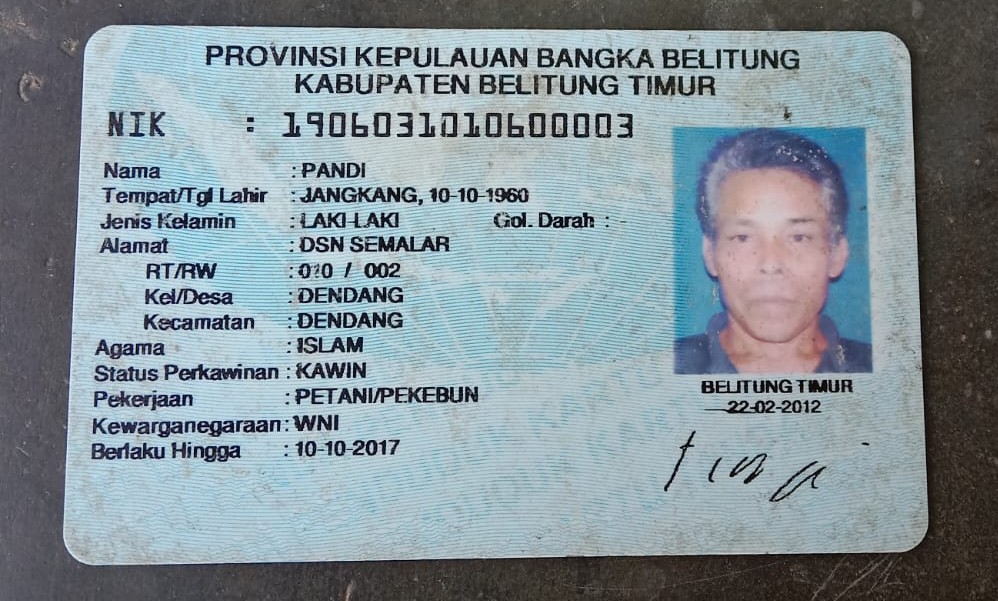 PROVINSI KEPULAUAN BANGKA BELITUNG
KABUPATEN BELITUNG TIMUR
NIK : 1906031010600003
Nama : PANDI
Tempat/Tgl Lahir : JANGKANG, 10-10-1960
Jenis Kelamin : LAKI-LAKI Gol. Darah : -
Alamat : DSN SEMALAR
RT/RW : / 002
Kel/Desa : DENDANG
Kecamatan : DENDANG
Agama : ISLAM
Status Perkawinan : KAWIN
Pekerjaan : PETANI/PEKEBUN
Kewarganegaraan : WNI
Berlaku Hingga : 10-10-2017
BELITUNG TIMUR
22-02-2012